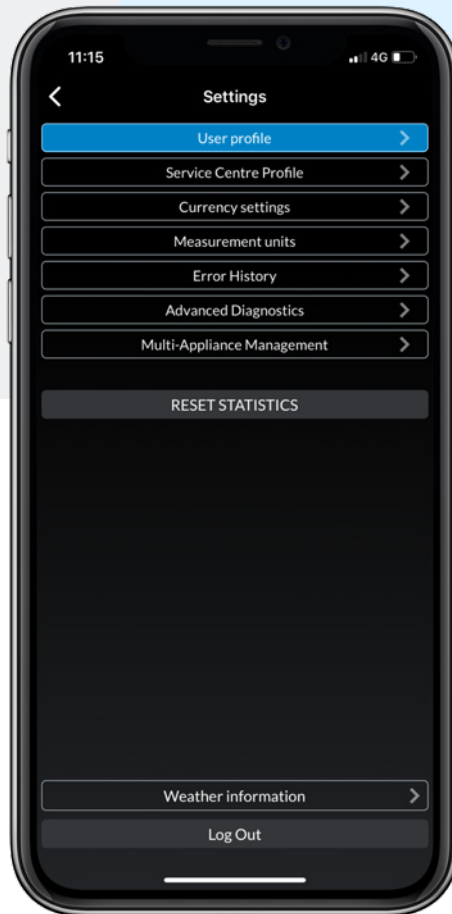 11:15
4G
Settings
User profile
Service Centre Profile
Currency settings
Measurement units
Error History
Advanced Diagnostics
Multi-Appliance Management
RESET STATISTICS
Weather information
Log Out